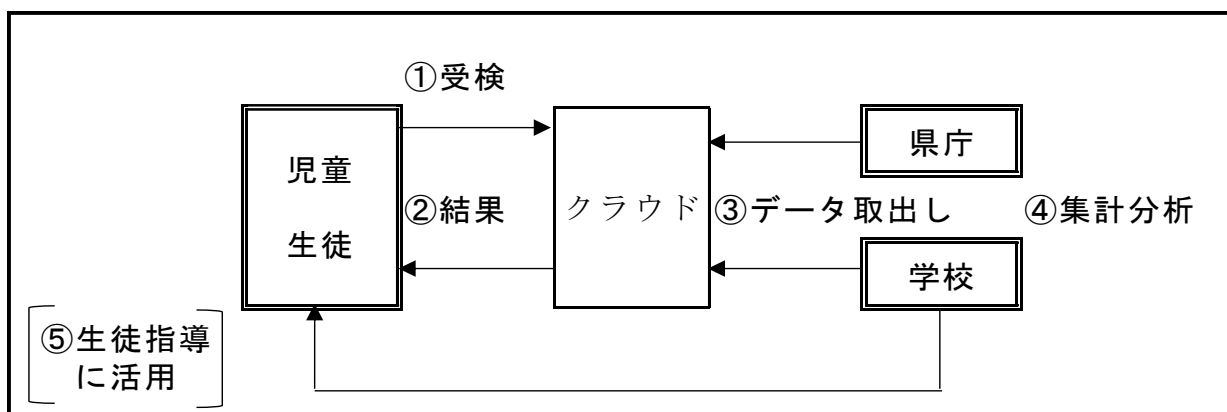 ①受検
児童
生徒
②結果
クラウド
③データ取出し
県庁
学校
④集計分析
⑤生徒指導
に活用